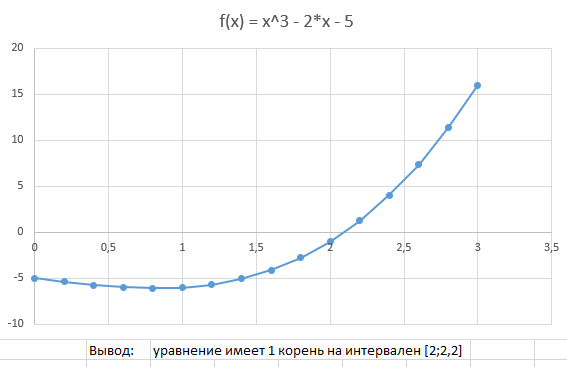 f(x) = x^3 - 2*x - 5
20
15
10
5
0
-5
-10
0 0,5 1 1,5 2 2,5 3 3,5
Вывод: уравнение имеет 1 корень на интервален [2;2,2]